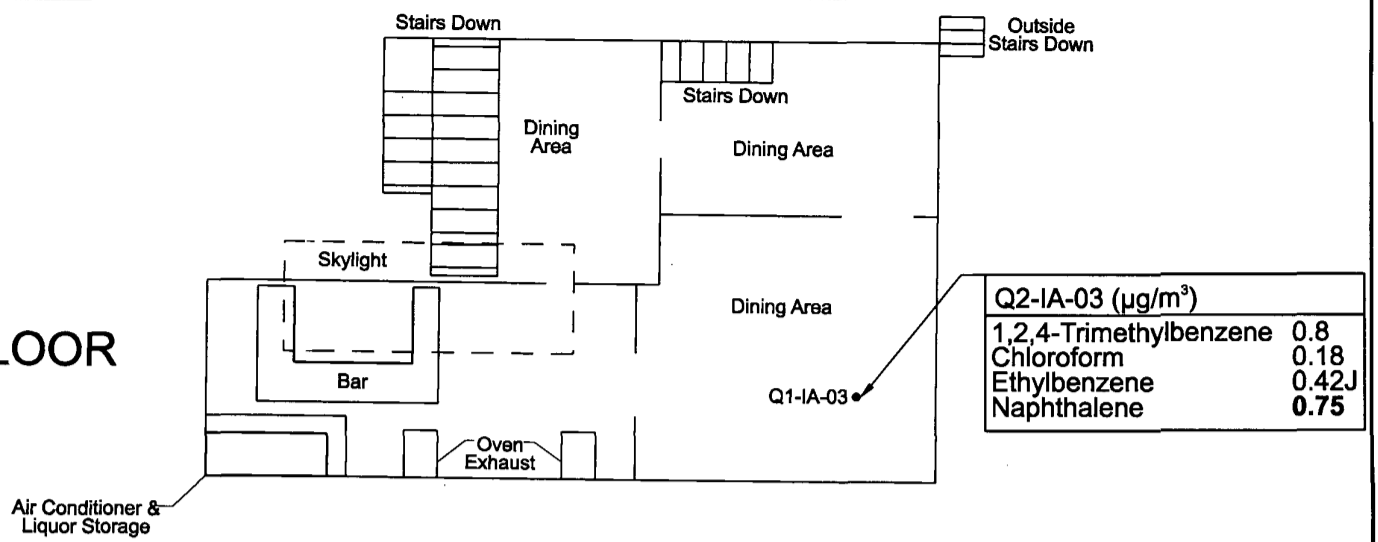 Stairs Down
Outside
Stairs Down
Stairs Down
Dining
Area
Dining Area
Skylight
Dining Area
Q2-IA-03 (µg/m³)
1,2,4-Trimethylbenzene 0.8
Chloroform 0.18
Ethylbenzene 0.42J
Naphthalene 0.75
LOOR
Bar
Q1-IA-03
Oven
Exhaust
Air Conditioner &
Liquor Storage